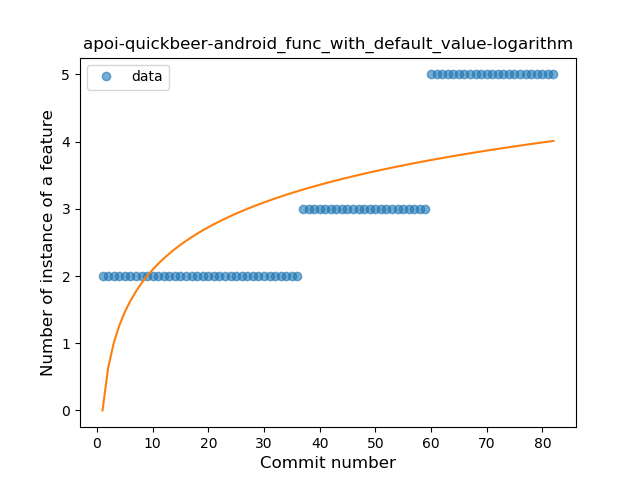 apoi-quickbeer-android_func_with_default_value-logarithm
data
Number of instance of a feature
5
4
3
2
1
0
0 10 20 30 40 50 60 70 80
Commit number